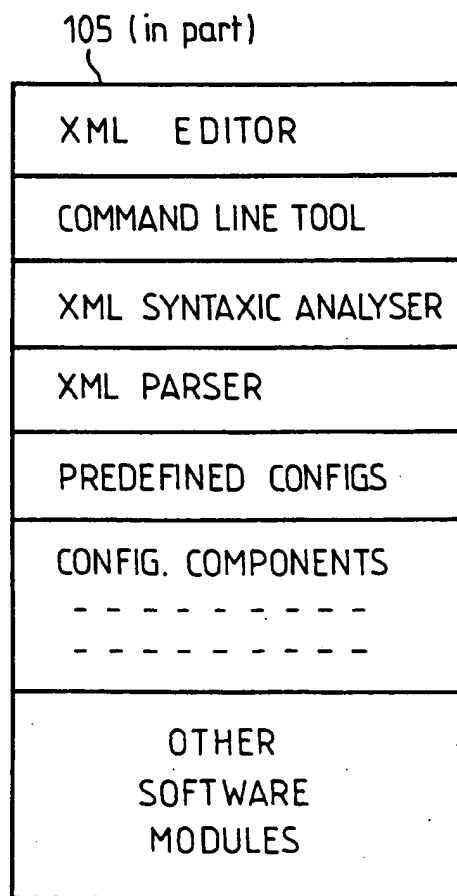 105 (in part)
XML EDITOR
COMMAND LINE TOOL
XML SYNTAXIC ANALYSER
XML PARSER
PREDEFINED CONFIGS
CONFIG. COMPONENTS
- - - - - - - - -
- - - - - - - - -
OTHER
SOFTWARE
MODULES